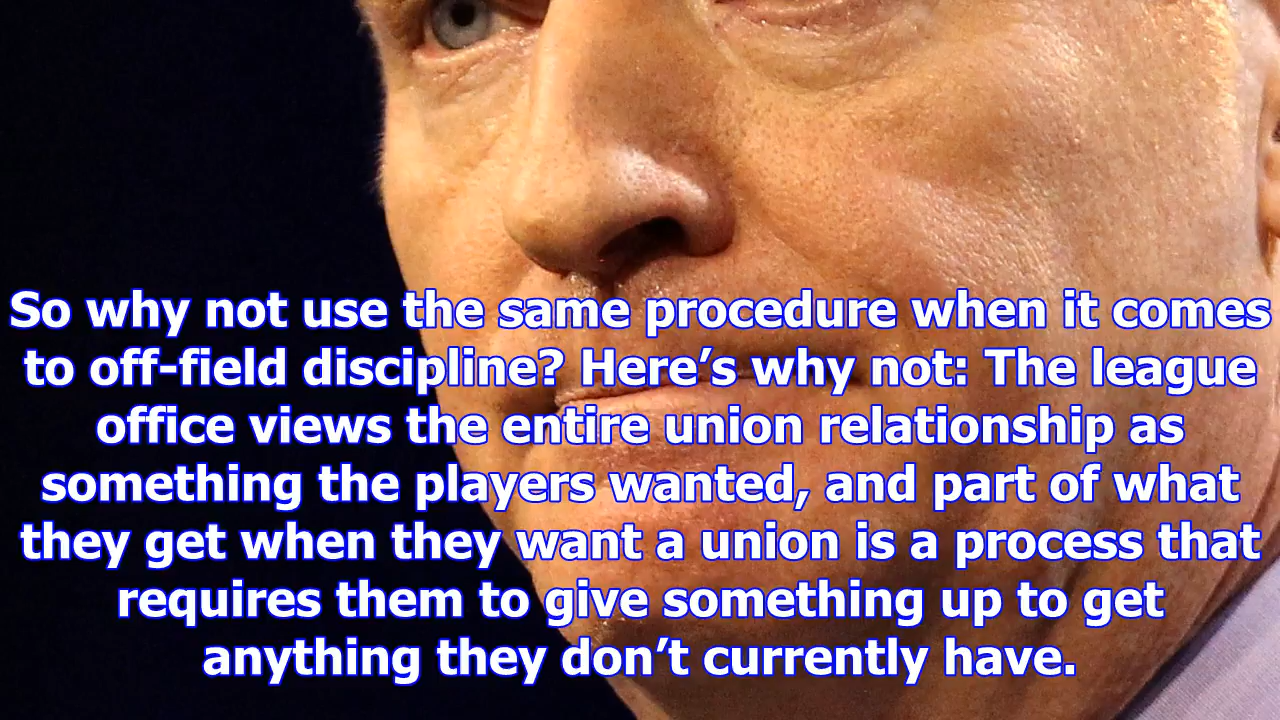 So why not use the same procedure when it comes
to off-field discipline? Here’s why not: The league
office views the entire union relationship as
something the players wanted, and part of what
they get when they want a union is a process that
requires them to give something up to get
anything they don’t currently have.